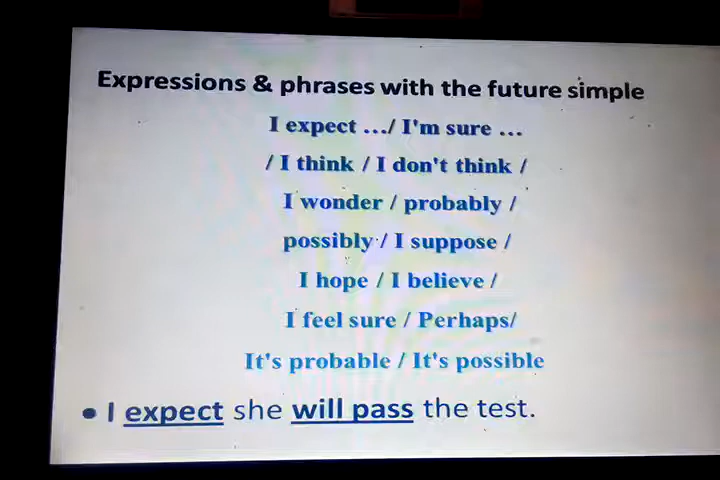 Expressions & phrases with the future simple
I expect .../ I'm sure ...
/ I think / I don't think /
I wonder / probably /
possibly / I suppose /
I hope / I believe /
I feel sure / Perhaps/
It's probable / It's possible
• I expect she will pass the test.